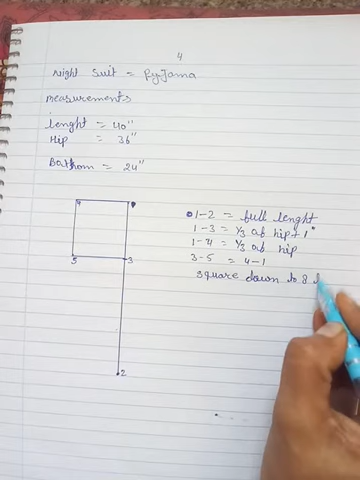 4
Night suit = Pyjama
measurements
Lenght = 40"
Hip = 36"
Bottom = 24"
4
5
3
2
1-2 = full lenght
1-3 = 1/3 of hip + 1"
1-4 = 1/3 of hip
3-5 = 4-1
square down to 8